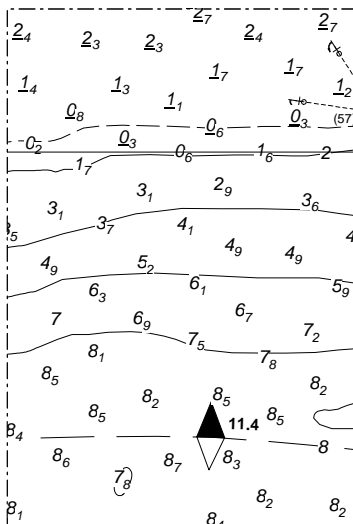 2₇ 2₇
2₄ 2₃ 2₃ 2₄
1₄ 1₃ 1₇ 1₇ 1₂
0₈ 1₁ 0₃ (57)
0₂ 0₃ 0₆
1₇ 0₆ 1₆ 2
3₁ 3₁ 2₉ 3₆
3₇ 4₁
4₉ 5₂ 4₉ 4₉
6₃ 6₁ 5₉
7 6₉ 6₇ 7₂
8₁ 7₅ 7₈
8₅ 8₂ 8₅ 8₂
8₅ 11.4 8₅
8₄ 8
8₆ 8₇ 8₃
7₈
8₁ 8₂ 8₂